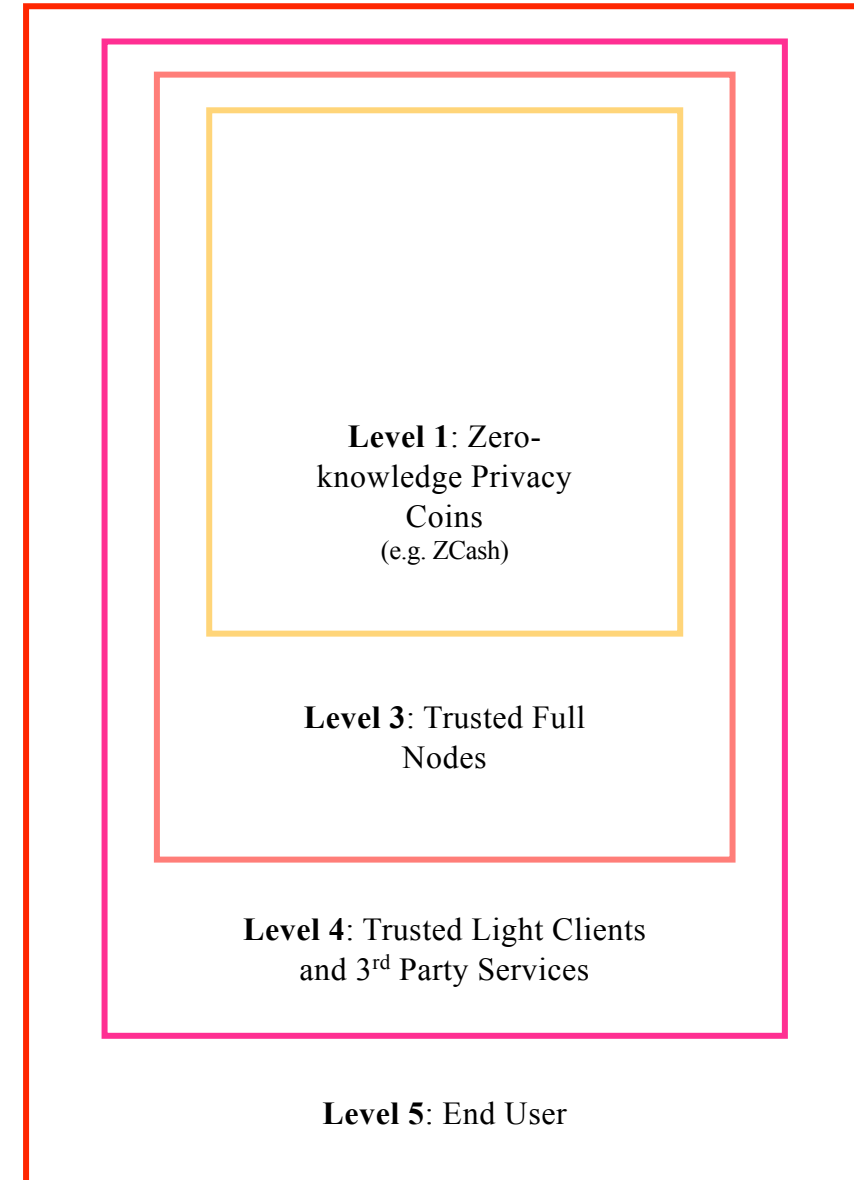 Level 1: Zero-
knowledge Privacy
Coins
(e.g. ZCash)
Level 3: Trusted Full
Nodes
Level 4: Trusted Light Clients
and 3rd Party Services
Level 5: End User